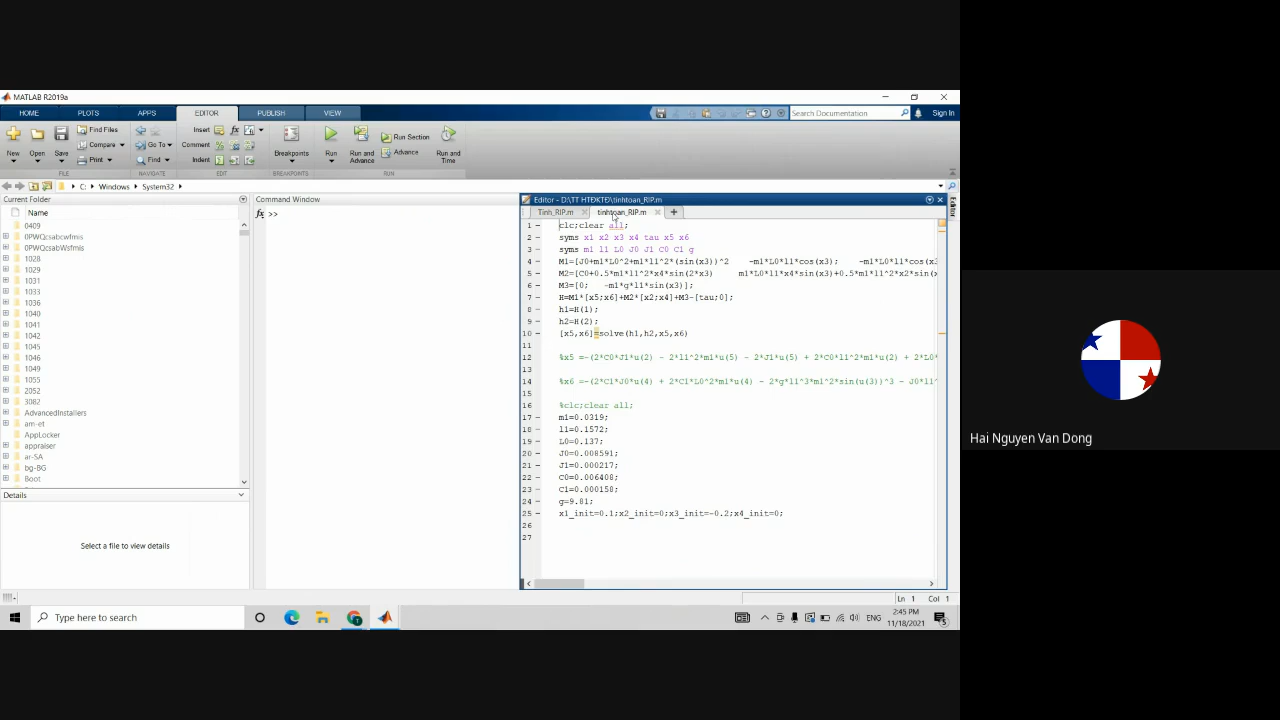 MATLAB R2019a
HOME PLOTS APPS EDITOR PUBLISH VIEW
Search Documentation
Sign In
New Open Save
Find Files
Compare
Print
Go To
Find
Insert
Comment
Indent
Breakpoints
Run
Run and Advance
Run Section
Advance
Run and Time
FILE NAVIGATE EDIT BREAKPOINTS RUN
C: Windows System32
Current Folder
Name
0409
0PWQcsabcwfmis
0PWQcsabWsfmis
1028
1029
1031
1033
1036
1040
1041
1042
1045
1046
1049
1055
2052
3082
AdvancedInstallers
am-et
AppLocker
appraiser
ar-SA
bg-BG
Boot
Details
Select a file to view details
Command Window
fx >>
Editor - D:\TT HTĐKTĐ\tinhtoan_RIP.m
Tinh_RIP.m tinhtoan_RIP.m
Editor
1 clc;clear all;
2 syms x1 x2 x3 x4 tau x5 x6
3 syms m1 l1 L0 J0 J1 C0 C1 g
4 M1=[J0+m1*L0^2+m1*l1^2*(sin(x3))^2 -m1*L0*l1*cos(x3); -m1*L0*l1*cos(x3
5 M2=[C0+0.5*m1*l1^2*x4*sin(2*x3) m1*L0*l1*x4*sin(x3)+0.5*m1*l1^2*x2*sin(
6 M3=[0; -m1*g*l1*sin(x3)];
7 H=M1*[x5;x6]+M2*[x2;x4]+M3-[tau;0];
8 h1=H(1);
9 h2=H(2);
10 [x5,x6]=solve(h1,h2,x5,x6)
11
12 %x5 =-(2*C0*J1*u(2) - 2*l1^2*m1*u(5) - 2*J1*u(5) + 2*C0*l1^2*m1*u(2) + 2*L0*
13
14 %x6 =-(2*C1*J0*u(4) + 2*C1*L0^2*m1*u(4) - 2*g*l1^3*m1^2*sin(u(3))^3 - J0*l1^
15
16 %clc;clear all;
17 m1=0.0319;
18 l1=0.1572;
19 L0=0.137;
20 J0=0.008591;
21 J1=0.000217;
22 C0=0.006408;
23 C1=0.000158;
24 g=9.81;
25 x1_init=0.1;x2_init=0;x3_init=-0.2;x4_init=0;
26
27
Ln 1 Col 1
Type here to search
ENG
2:45 PM
11/18/2021
Hai Nguyen Van Dong